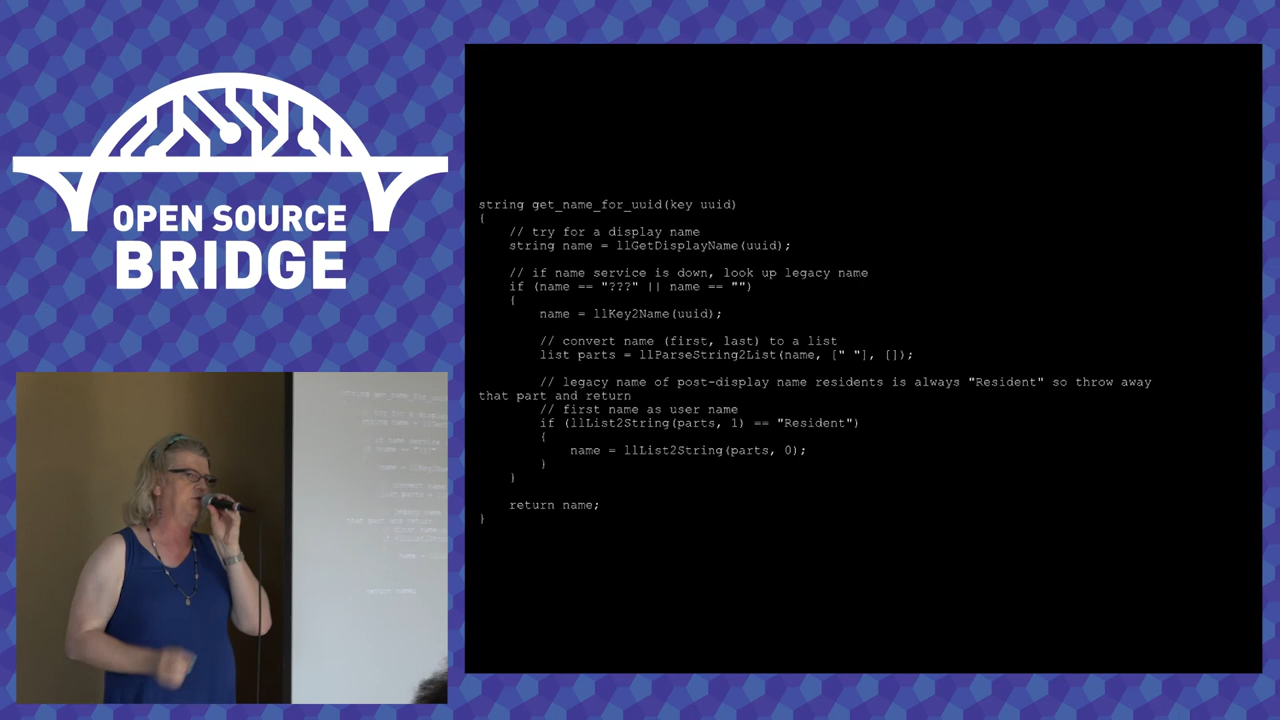 OPEN SOURCE
BRIDGE
string get_name_for_uuid(key uuid)
{
    // try for a display name
    string name = llGetDisplayName(uuid);

    // if name service is down, look up legacy name
    if (name == "???" || name == "")
    {
        name = llKey2Name(uuid);

        // convert name (first, last) to a list
        list parts = llParseString2List(name, [" "], []);

        // legacy name of post-display name residents is always "Resident" so throw away
that part and return
        // first name as user name
        if (llList2String(parts, 1) == "Resident")
        {
            name = llList2String(parts, 0);
        }
    }

    return name;
}